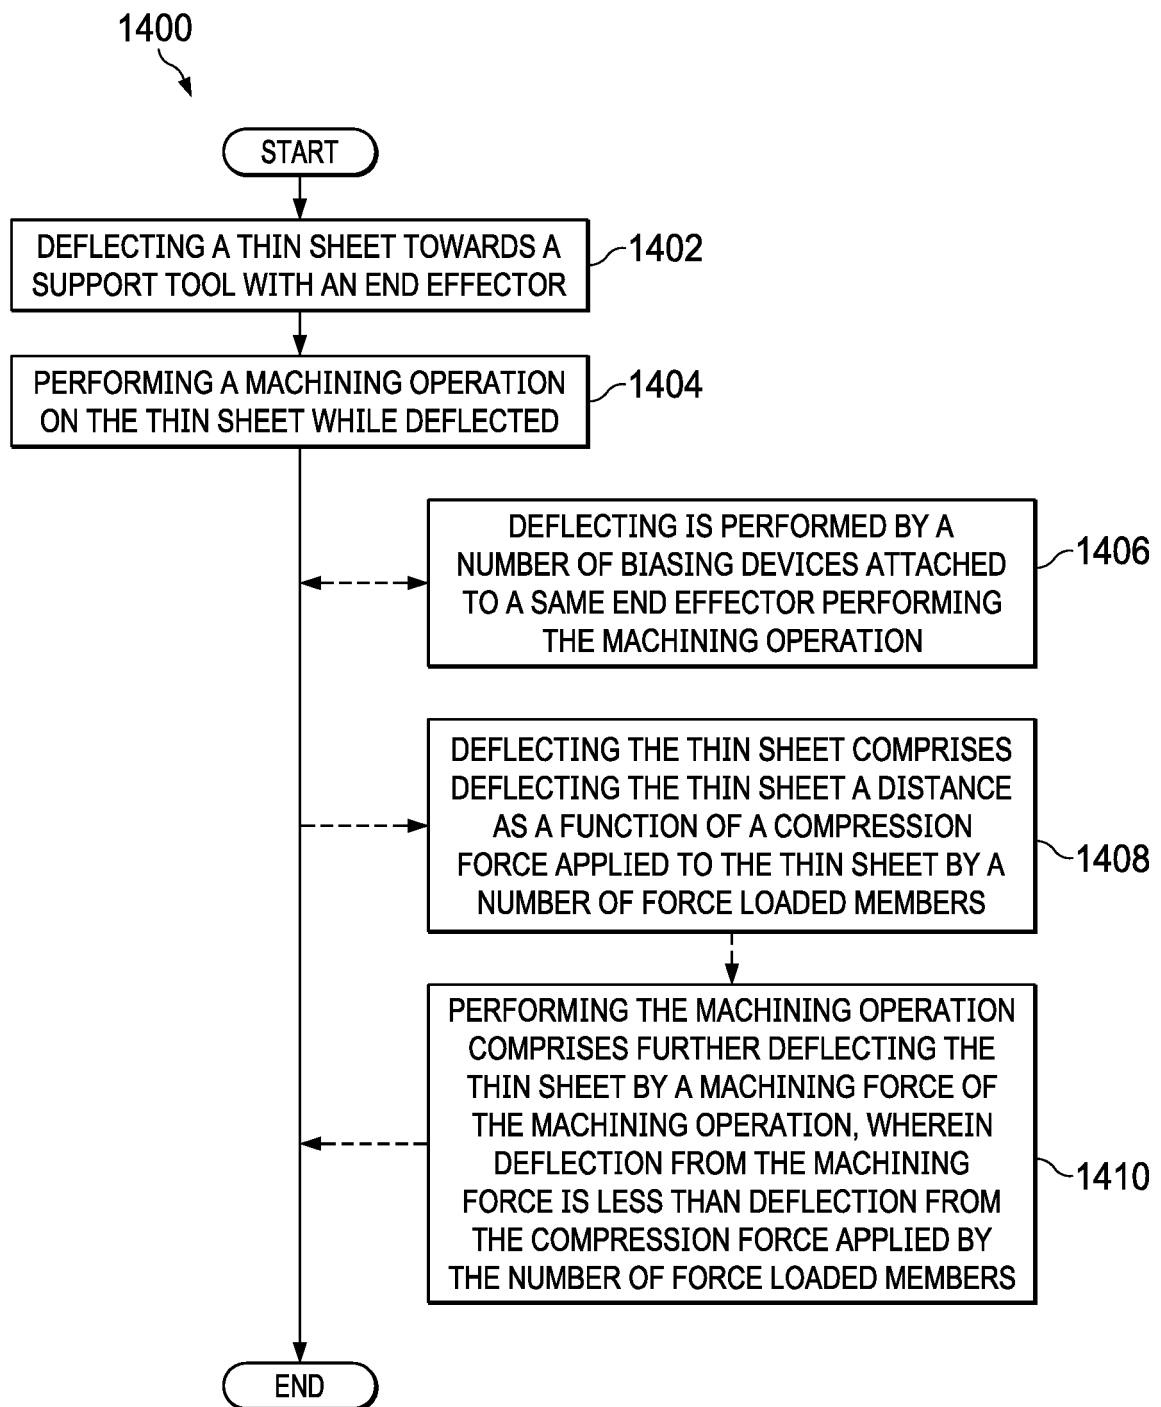 1400
START
DEFLECTING A THIN SHEET TOWARDS A
SUPPORT TOOL WITH AN END EFFECTOR
1402
PERFORMING A MACHINING OPERATION
ON THE THIN SHEET WHILE DEFLECTED
1404
DEFLECTING IS PERFORMED BY A
NUMBER OF BIASING DEVICES ATTACHED
TO A SAME END EFFECTOR PERFORMING
THE MACHINING OPERATION
1406
DEFLECTING THE THIN SHEET COMPRISES
DEFLECTING THE THIN SHEET A DISTANCE
AS A FUNCTION OF A COMPRESSION
FORCE APPLIED TO THE THIN SHEET BY A
NUMBER OF FORCE LOADED MEMBERS
1408
PERFORMING THE MACHINING OPERATION
COMPRISES FURTHER DEFLECTING THE
THIN SHEET BY A MACHINING FORCE OF
THE MACHINING OPERATION, WHEREIN
DEFLECTION FROM THE MACHINING
FORCE IS LESS THAN DEFLECTION FROM
THE COMPRESSION FORCE APPLIED BY
THE NUMBER OF FORCE LOADED MEMBERS
1410
END